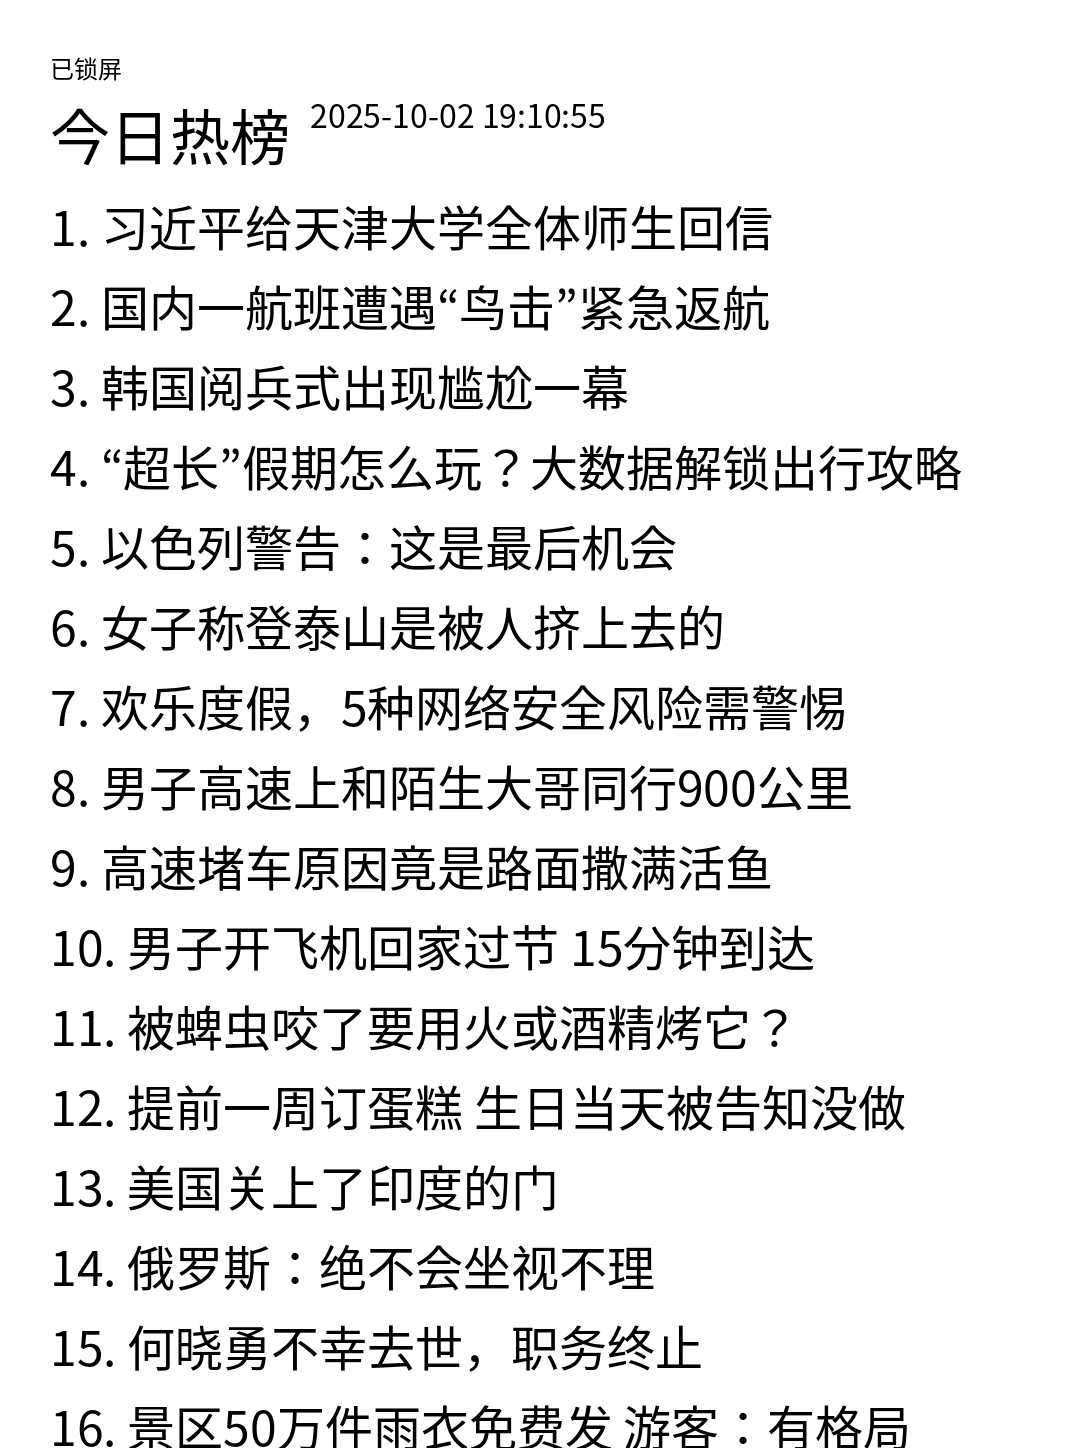 已锁屏
今日热榜 2025-10-02 19:10:55
1. 习近平给天津大学全体师生回信
2. 国内一航班遭遇“鸟击”紧急返航
3. 韩国阅兵式出现尴尬一幕
4. “超长”假期怎么玩？大数据解锁出行攻略
5. 以色列警告：这是最后机会
6. 女子称登泰山是被人挤上去的
7. 欢乐度假，5种网络安全风险需警惕
8. 男子高速上和陌生大哥同行900公里
9. 高速堵车原因竟是路面撒满活鱼
10. 男子开飞机回家过节 15分钟到达
11. 被蜱虫咬了要用火或酒精烤它？
12. 提前一周订蛋糕 生日当天被告知没做
13. 美国关上了印度的门
14. 俄罗斯：绝不会坐视不理
15. 何晓勇不幸去世，职务终止
16. 景区50万件雨衣免费发 游客：有格局